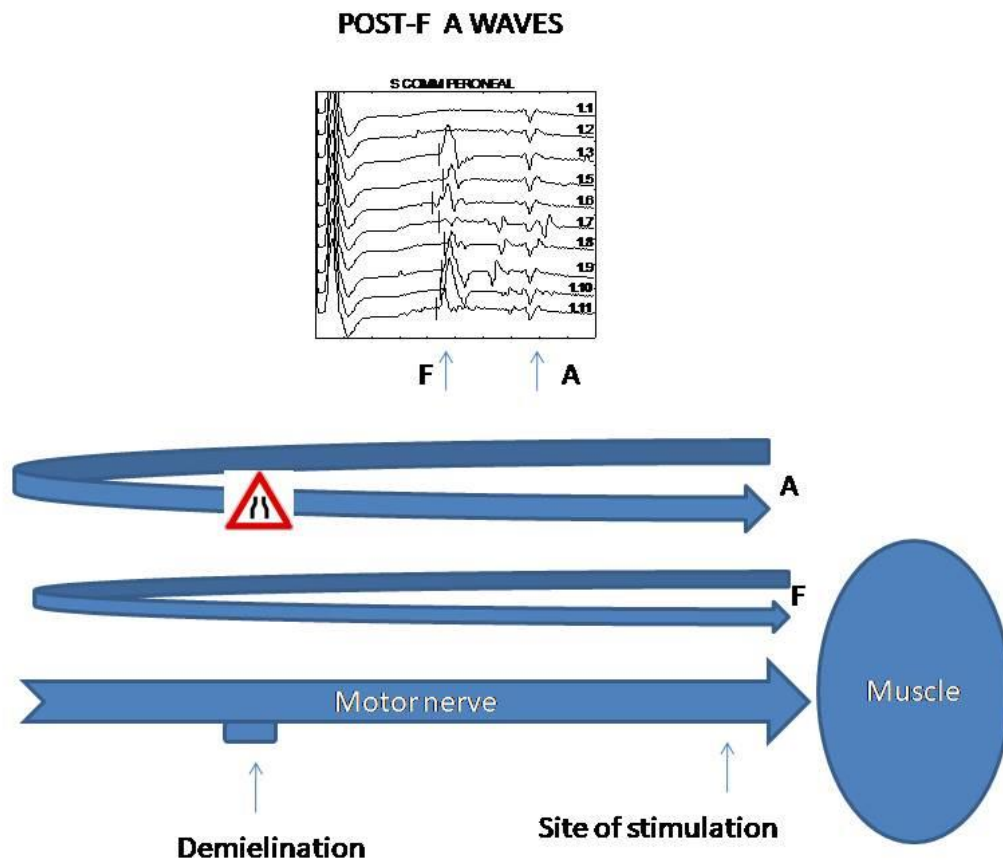 POST-F A WAVES
S COMM PERONEAL
1.1
1.2
1.3
1.5
1.6
1.7
1.8
1.9
1.10
1.11
F
A
A
F
Motor nerve
Muscle
Site of stimulation
Demielination